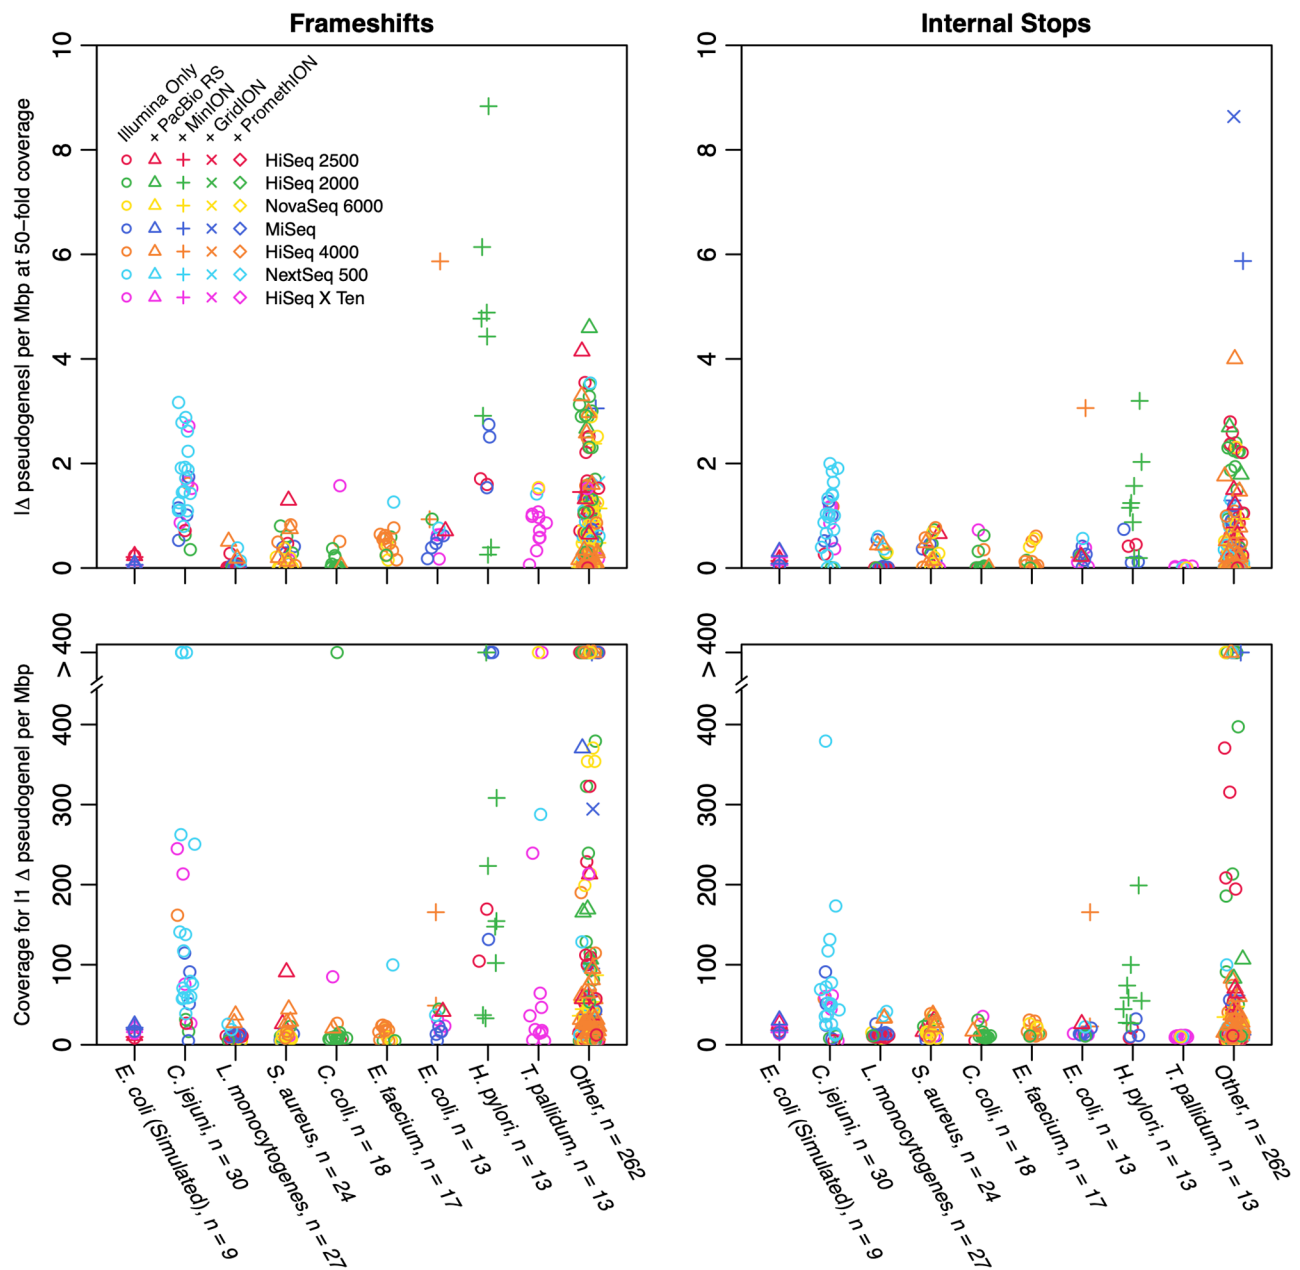 Frameshifts
Internal Stops
|Δ pseudogenes| per Mbp at 50−fold coverage
10
8
6
4
2
0
Illumina Only
+ PacBio RS
+ MinION
+ GridION
+ PromethION
HiSeq 2500
HiSeq 2000
NovaSeq 6000
MiSeq
HiSeq 4000
NextSeq 500
HiSeq X Ten
10
8
6
4
2
0
Coverage for |1 Δ pseudogene| per Mbp
> 400
400
300
200
100
0
> 400
400
300
200
100
0
E. coli (Simulated), n = 9
C. jejuni, n = 30
L. monocytogenes, n = 27
S. aureus, n = 24
C. coli, n = 18
E. faecium, n = 17
E. coli, n = 13
H. pylori, n = 13
T. pallidum, n = 13
Other, n = 262
E. coli (Simulated), n = 9
C. jejuni, n = 30
L. monocytogenes, n = 27
S. aureus, n = 24
C. coli, n = 18
E. faecium, n = 17
E. coli, n = 13
H. pylori, n = 13
T. pallidum, n = 13
Other, n = 262